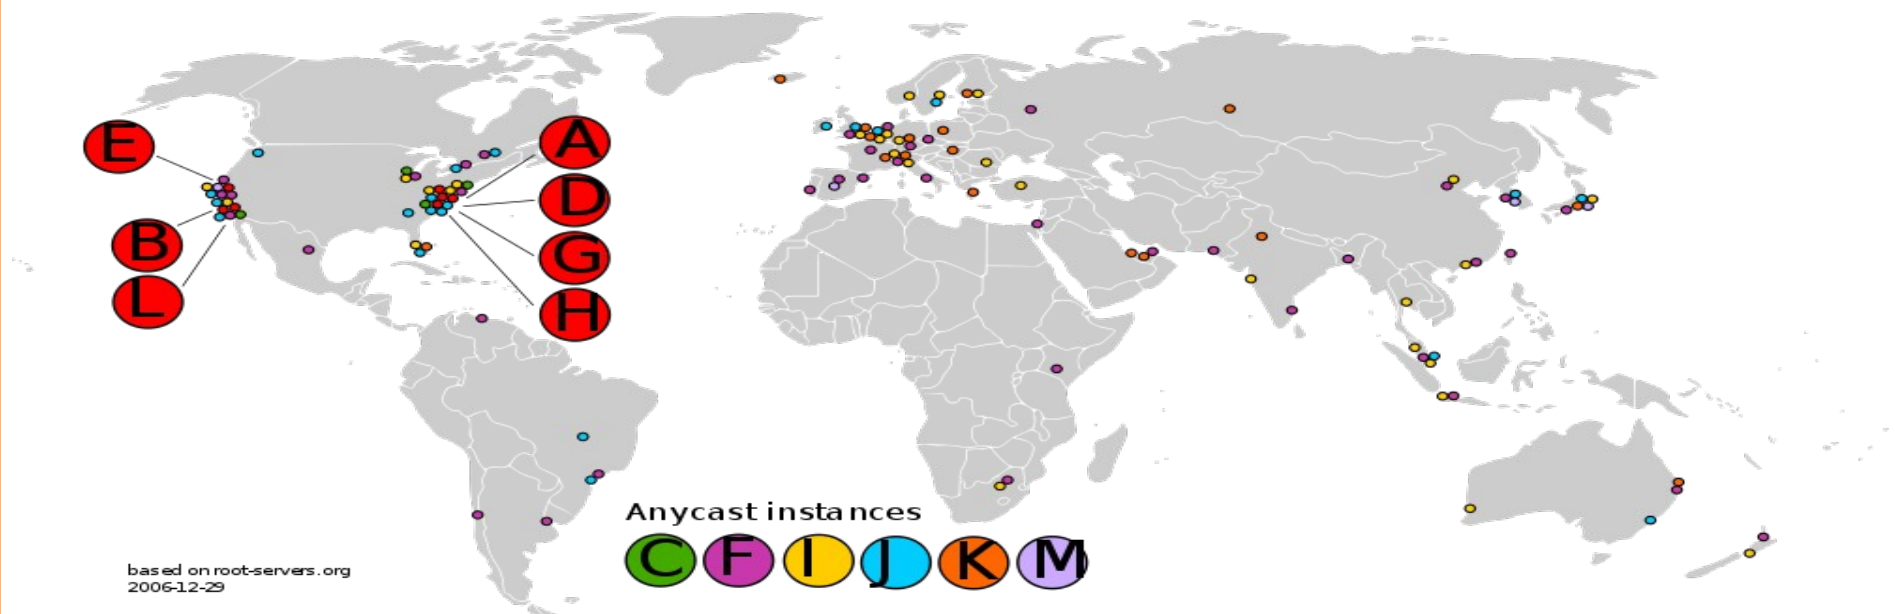 E
B
L
A
D
G
H
Anycast instances
C F I J K M
based on root-servers.org
2006-12-29